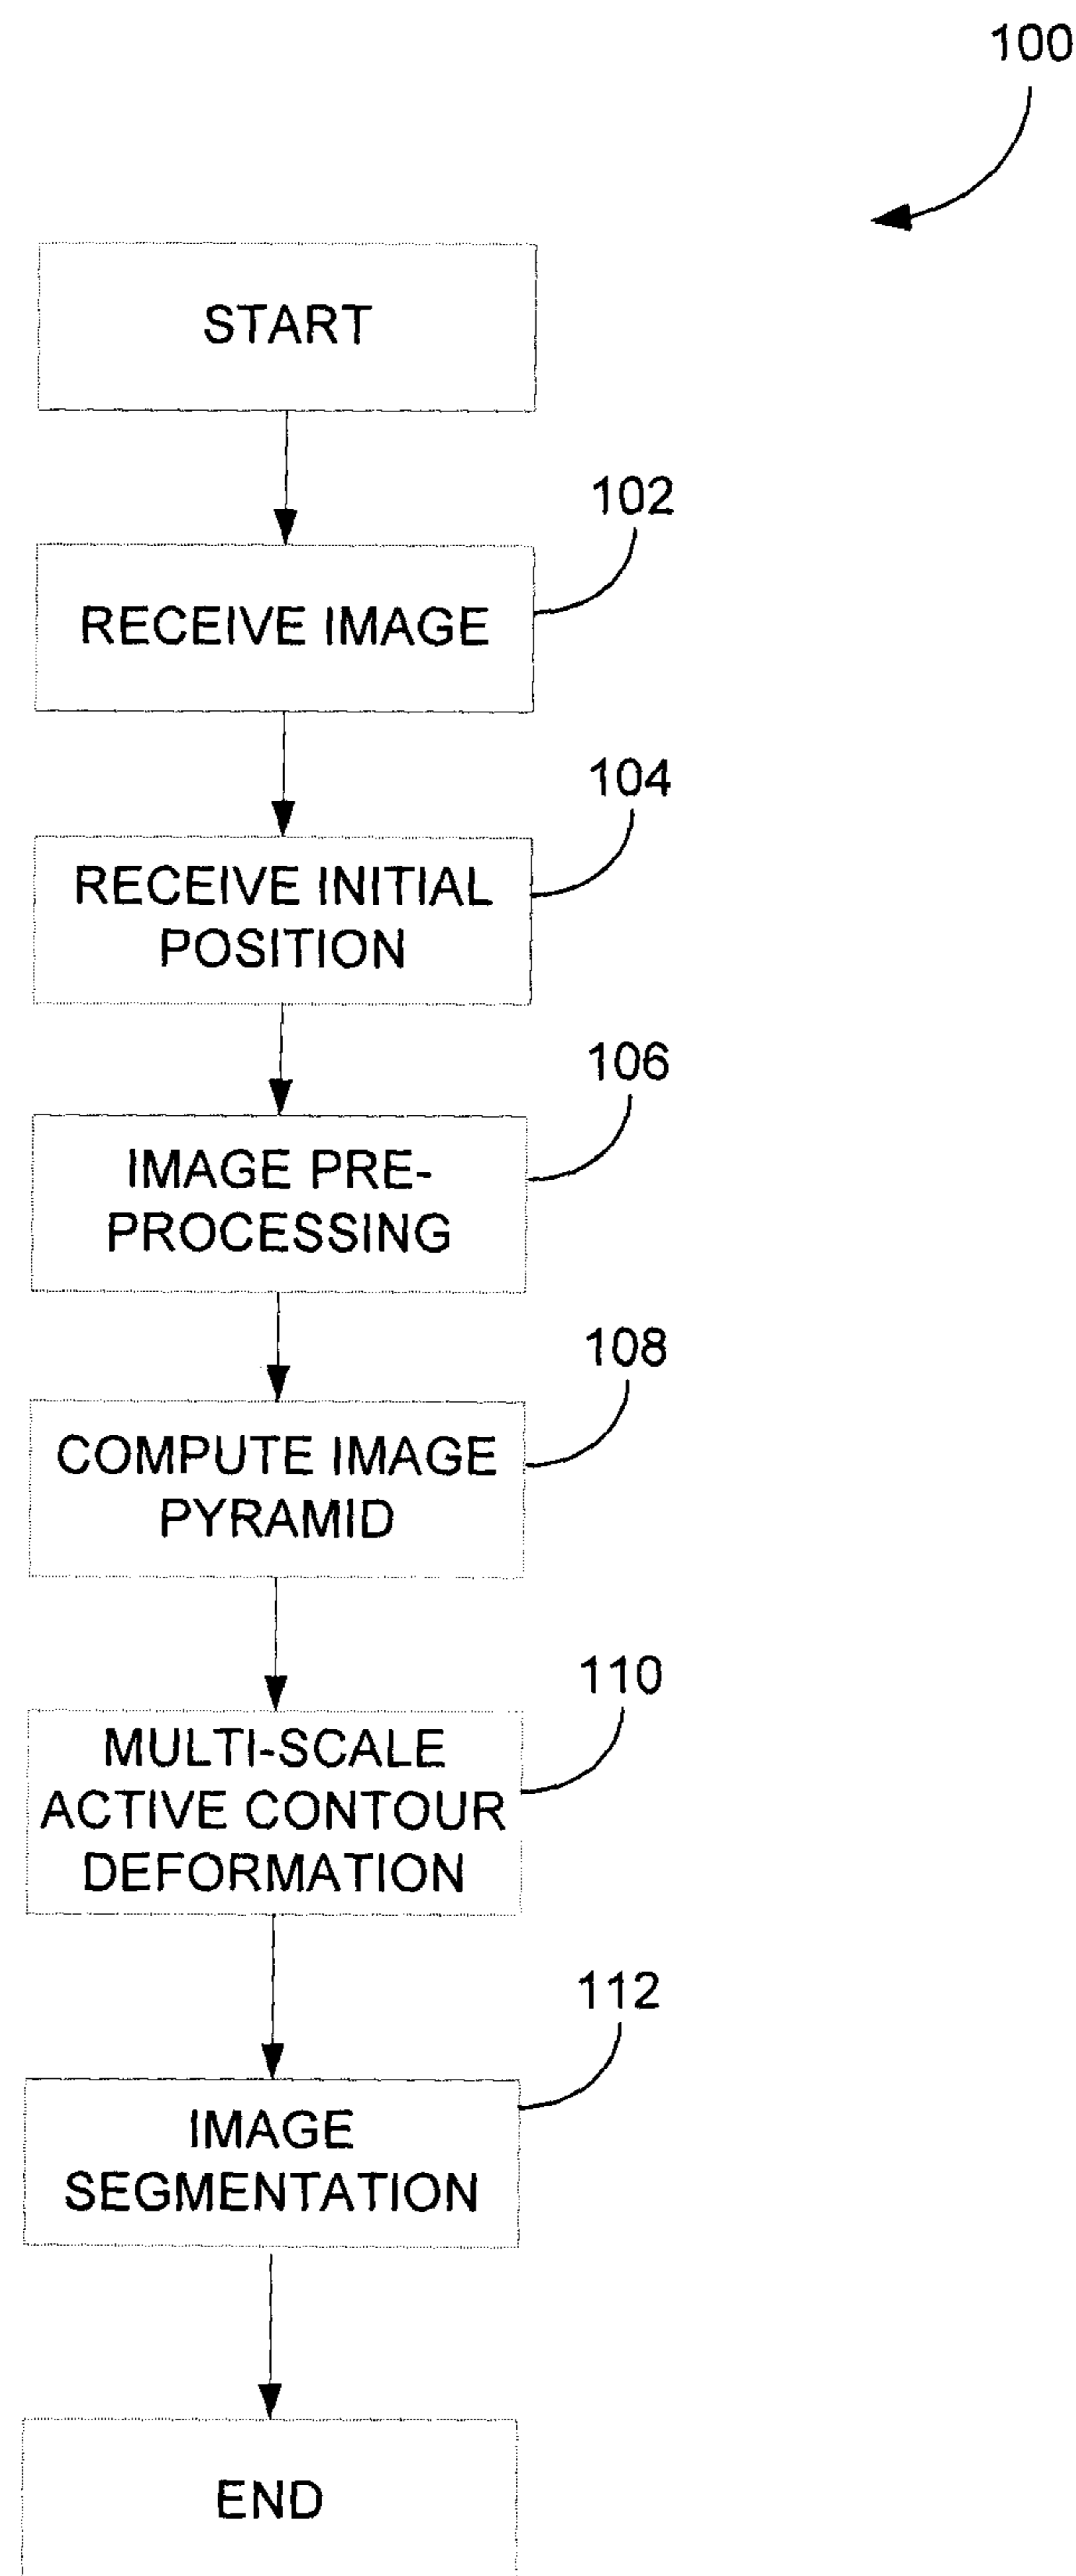 100
START
102
RECEIVE IMAGE
104
RECEIVE INITIAL
POSITION
106
IMAGE PRE-
PROCESSING
108
COMPUTE IMAGE
PYRAMID
110
MULTI-SCALE
ACTIVE CONTOUR
DEFORMATION
112
IMAGE
SEGMENTATION
END